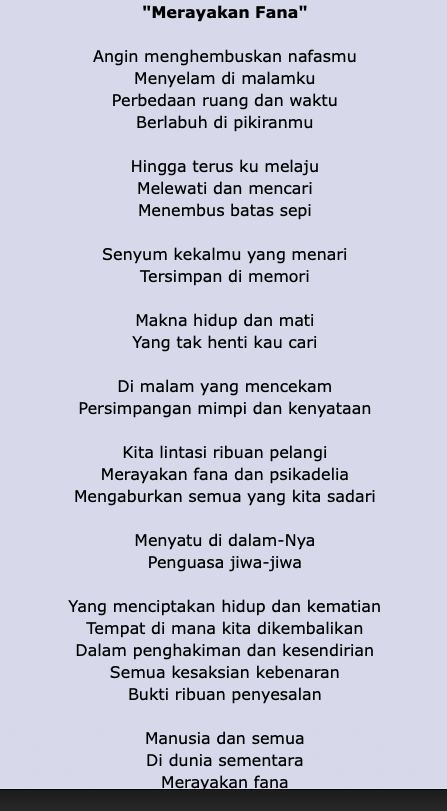 "Merayakan Fana"
Angin menghembuskan nafasmu
Menyelam di malamku
Perbedaan ruang dan waktu
Berlabuh di pikiranmu
Hingga terus ku melaju
Melewati dan mencari
Menembus batas sepi
Senyum kekalmu yang menari
Tersimpan di memori
Makna hidup dan mati
Yang tak henti kau cari
Di malam yang mencekam
Persimpangan mimpi dan kenyataan
Kita lintasi ribuan pelangi
Merayakan fana dan psikadelia
Mengaburkan semua yang kita sadari
Menyatu di dalam-Nya
Penguasa jiwa-jiwa
Yang menciptakan hidup dan kematian
Tempat di mana kita dikembalikan
Dalam penghakiman dan kesendirian
Semua kesaksian kebenaran
Bukti ribuan penyesalan
Manusia dan semua
Di dunia sementara
Merayakan fana